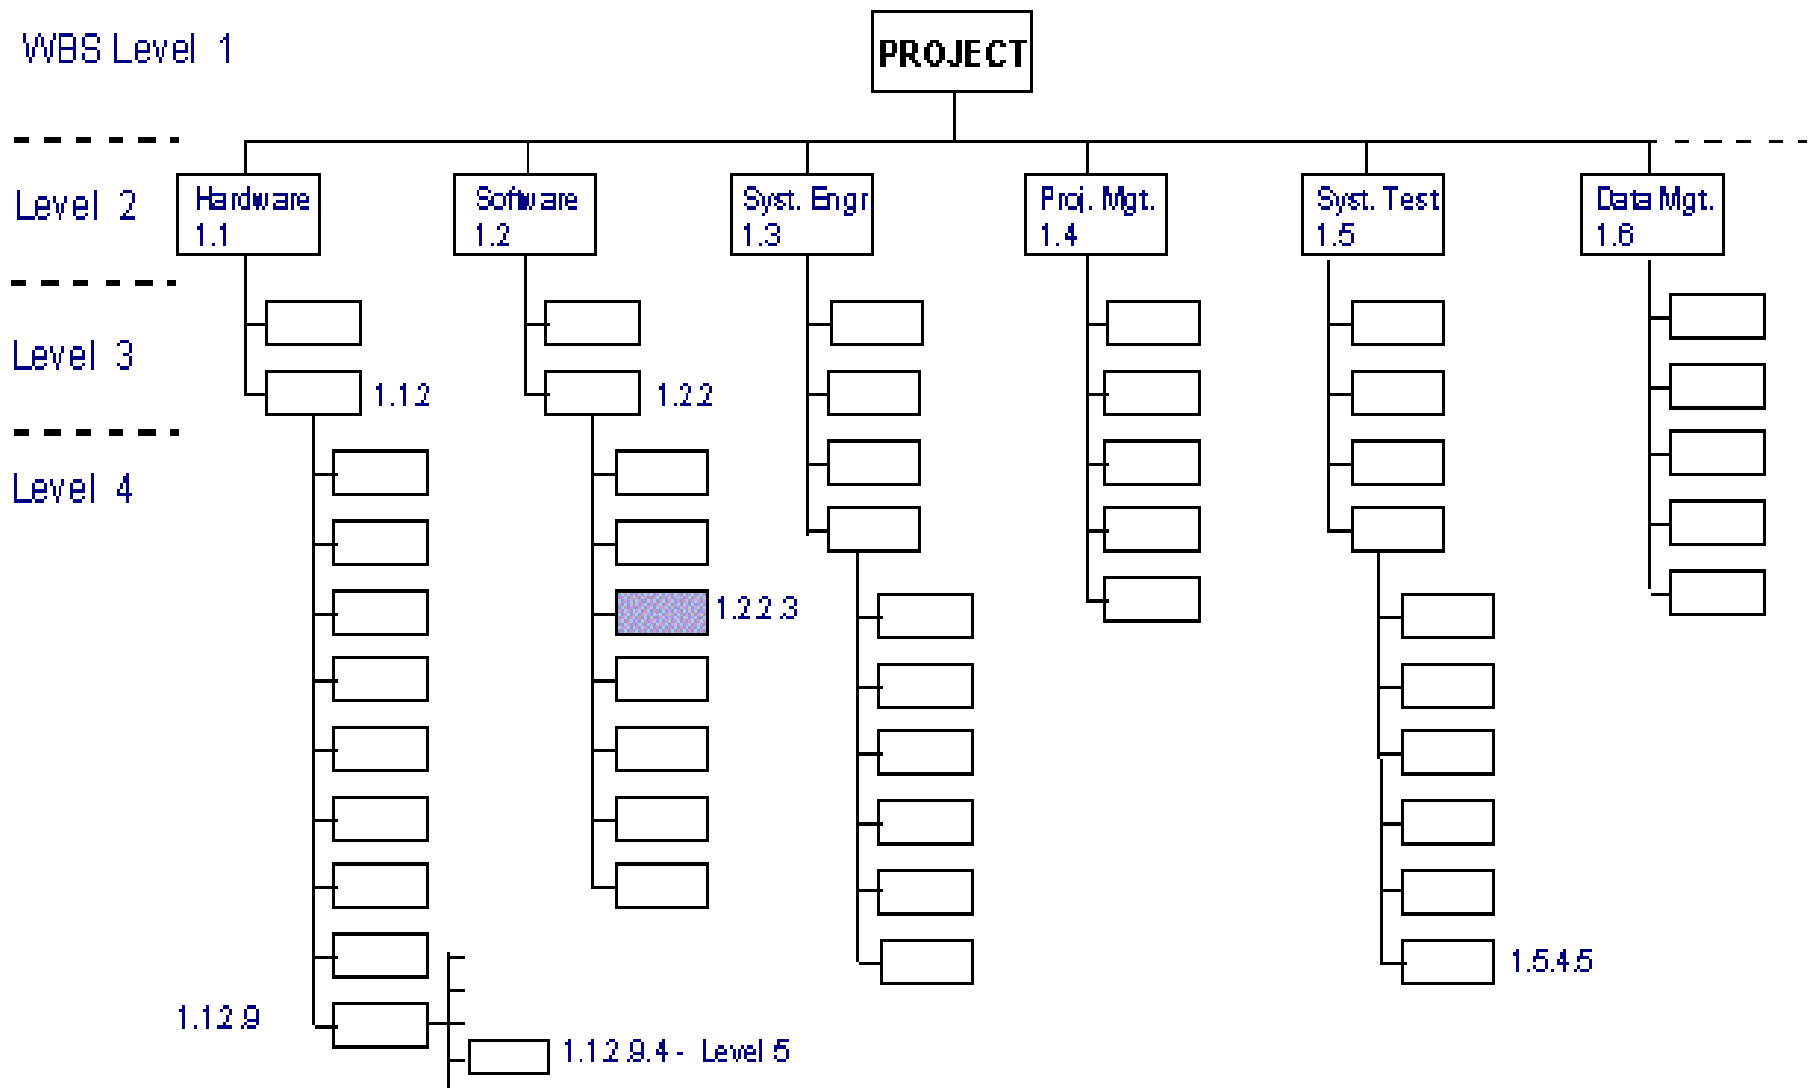 WBS Level 1
PROJECT
Level 2
Hardware
1.1
Software
1.2
Syst. Engr
1.3
Proj. Mgt.
1.4
Syst. Test
1.5
Data Mgt.
1.6
Level 3
1.1.2
1.2.2
Level 4
1.2.2.3
1.5.4.5
1.1.2.9
1.1.2.9.4 - Level 5